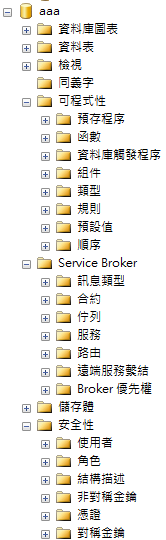 aaa
資料庫圖表
資料表
檢視
同義字
可程式性
預存程序
函數
資料庫觸發程序
組件
類型
規則
預設值
順序
Service Broker
訊息類型
合約
佇列
服務
路由
遠端服務繫結
Broker 優先權
儲存體
安全性
使用者
角色
結構描述
非對稱金鑰
憑證
對稱金鑰